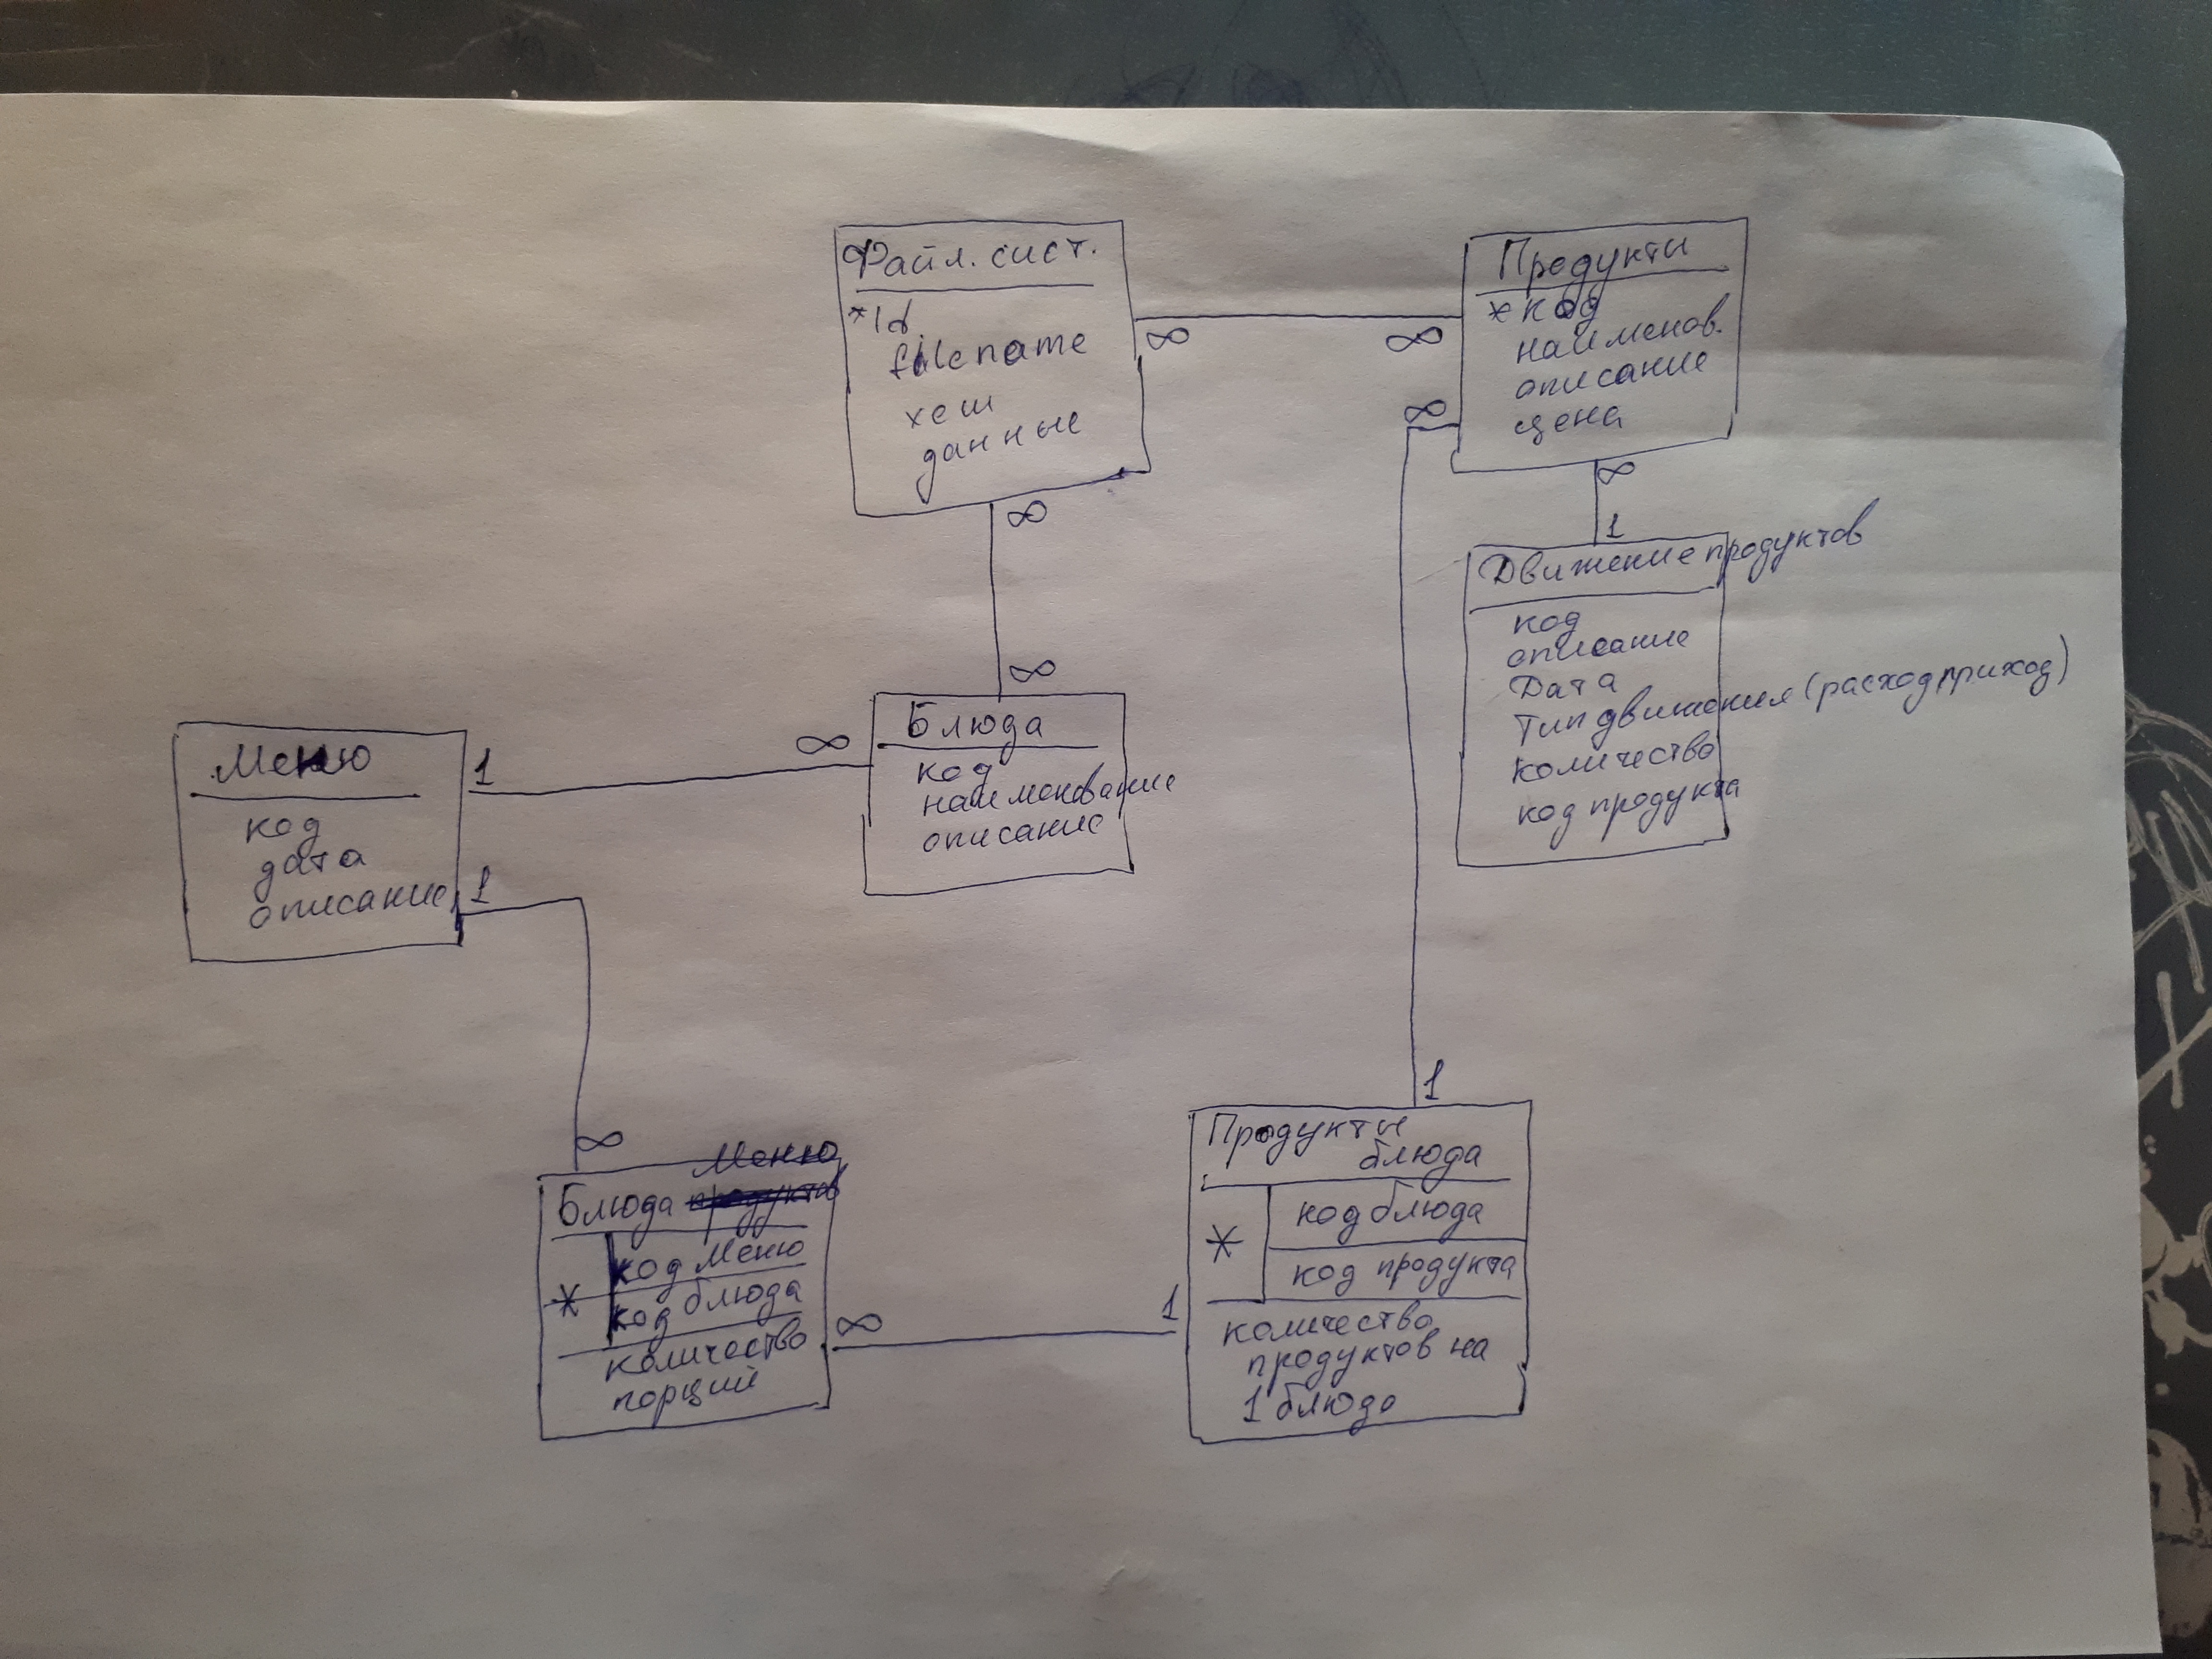 Файл. сист.
*Id
filename
хеш
данные
∞
∞
∞
∞
∞
Продукты
*код
наименов.
описание
цена
∞
1
Движение продуктов
код
описание
Дата
Тип движения (расход, приход)
количество
код продукта
Меню
код
дата
описание
1
∞
1
∞
Блюда
код
наименование
описание
Меню
Блюда продукта
*
код Меню
код блюда
количество
порций
∞
1
1
Продукты
блюда
*
код блюда
код продукта
количество
продуктов на
1 блюдо